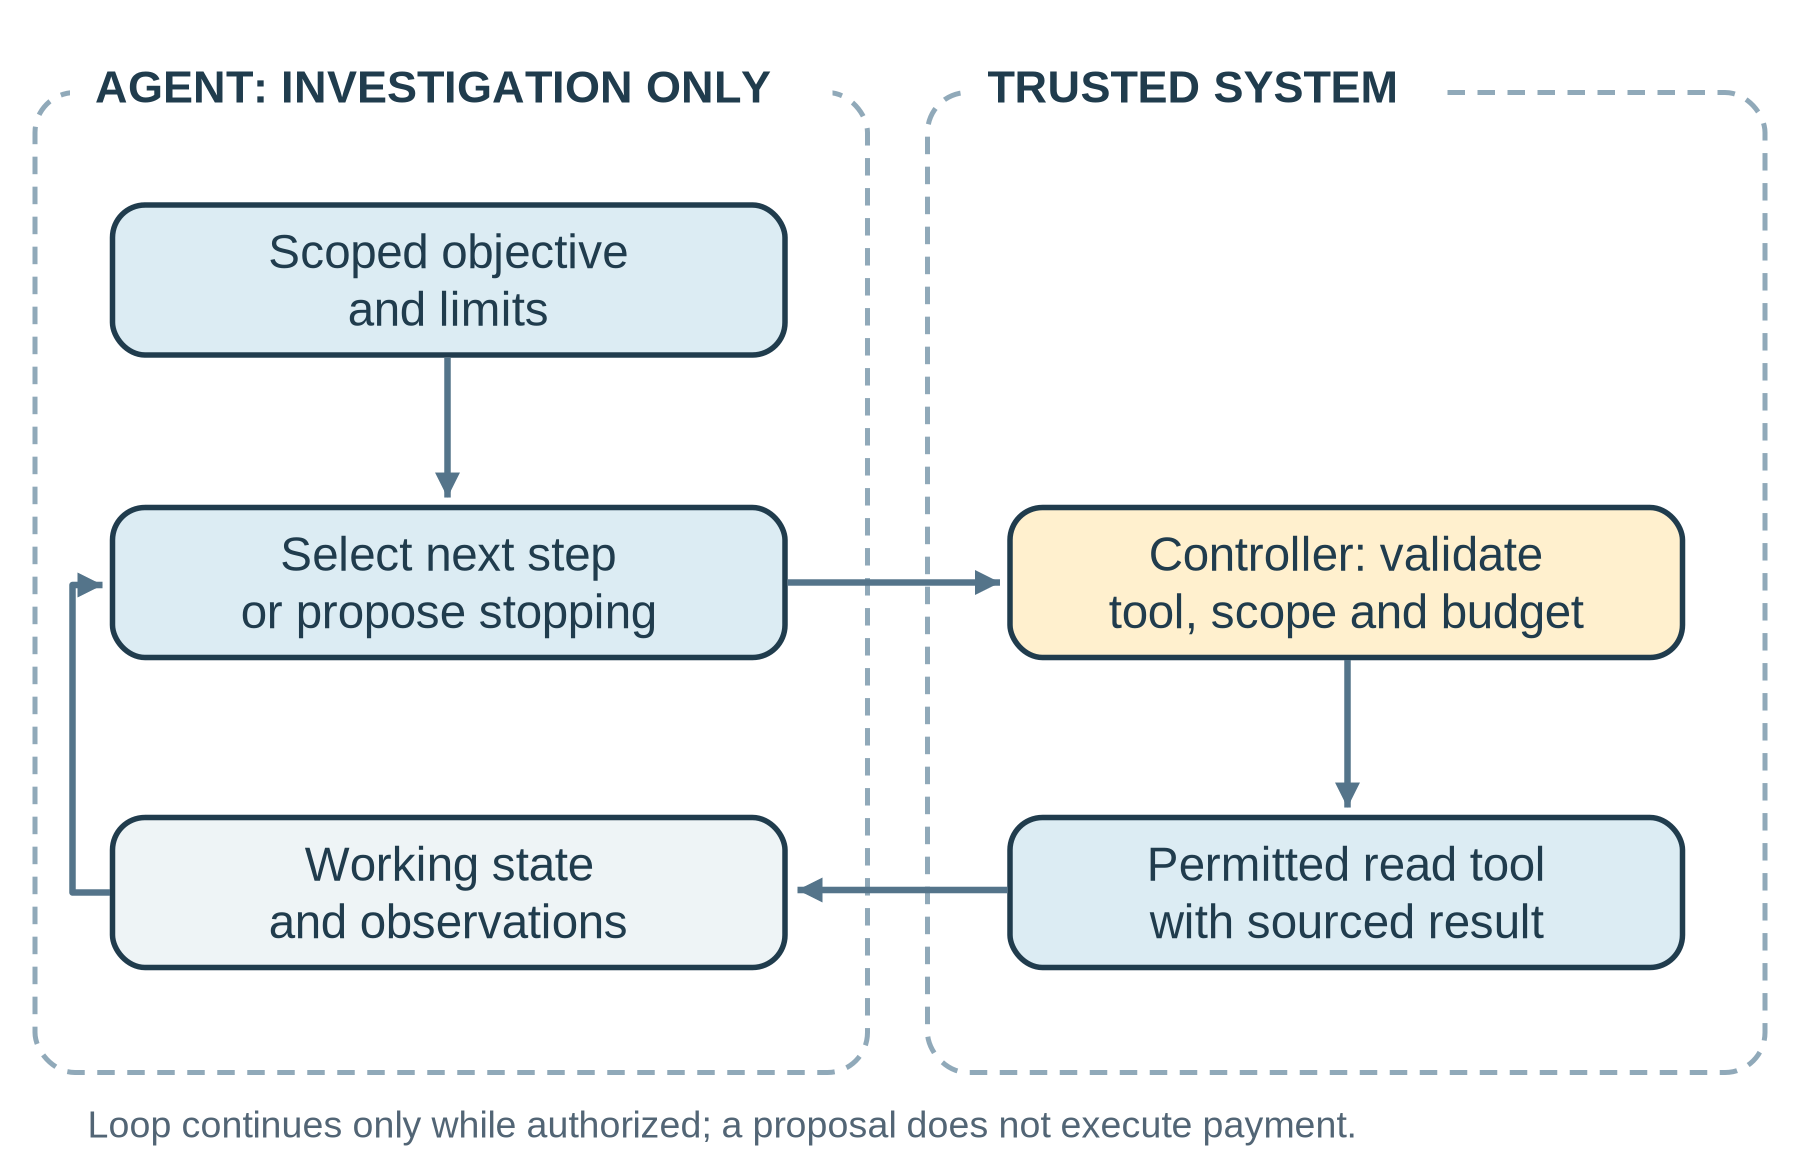 AGENT: INVESTIGATION ONLY
TRUSTED SYSTEM
Scoped objective
and limits
Select next step
or propose stopping
Controller: validate
tool, scope and budget
Working state
and observations
Permitted read tool
with sourced result
Loop continues only while authorized; a proposal does not execute payment.